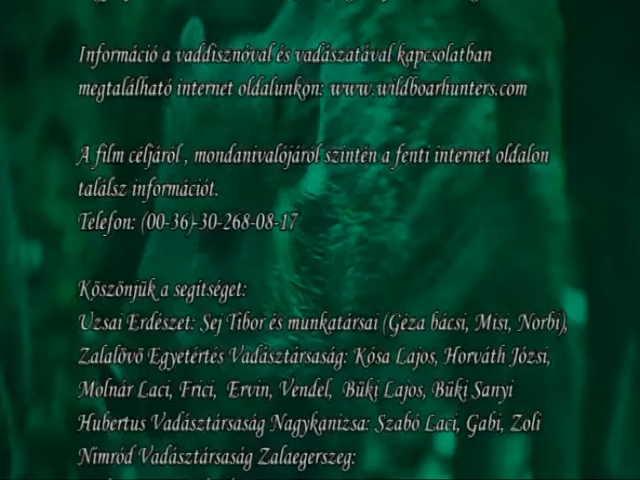 Információ a vaddisznóval és vadászatával kapcsolatban
megtalálható internet oldalunkon: www.wildboarhunters.com
A film céljáról , mondanivalójáról szintén a fenti internet oldalon
találsz információt.
Telefon: (00-36)-30-268-08-17
Köszönjük a segítséget:
Uzsai Erdészet: Sej Tibor és munkatársai (Géza bácsi, Misi, Norbi),
Zalalövö Egyetértés Vadásztársaság: Kósa Lajos, Horváth Józsi,
Molnár Laci, Frici, Ervin, Vendel, Büki Lajos, Büki Sanyi
Hubertus Vadásztársaság Nagykanizsa: Szabó Laci, Gabi, Zoli
Nimród Vadásztársaság Zalaegerszeg: